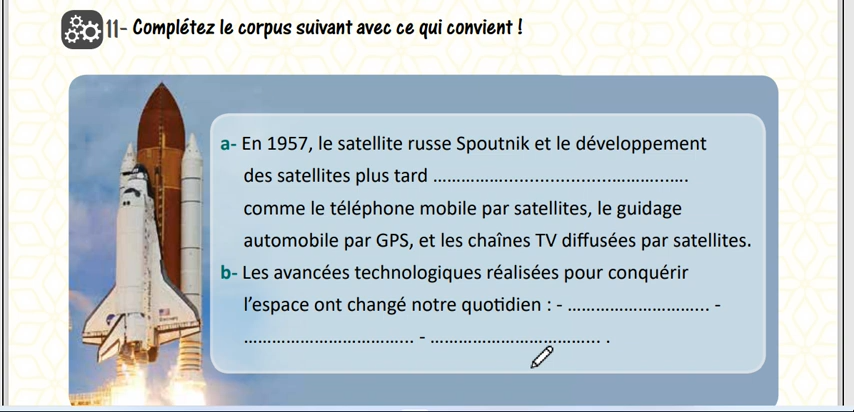 11- Complétez le corpus suivant avec ce qui convient !
a- En 1957, le satellite russe Spoutnik et le développement
des satellites plus tard ................................................
comme le téléphone mobile par satellites, le guidage
automobile par GPS, et les chaînes TV diffusées par satellites.
b- Les avancées technologiques réalisées pour conquérir
l'espace ont changé notre quotidien : - .............................. -
.................................... - .................................... .